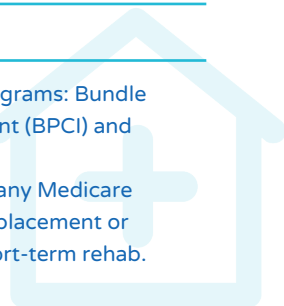 grams: Bundle
nt (BPCI) and
any Medicare
placement or
ort-term rehab.